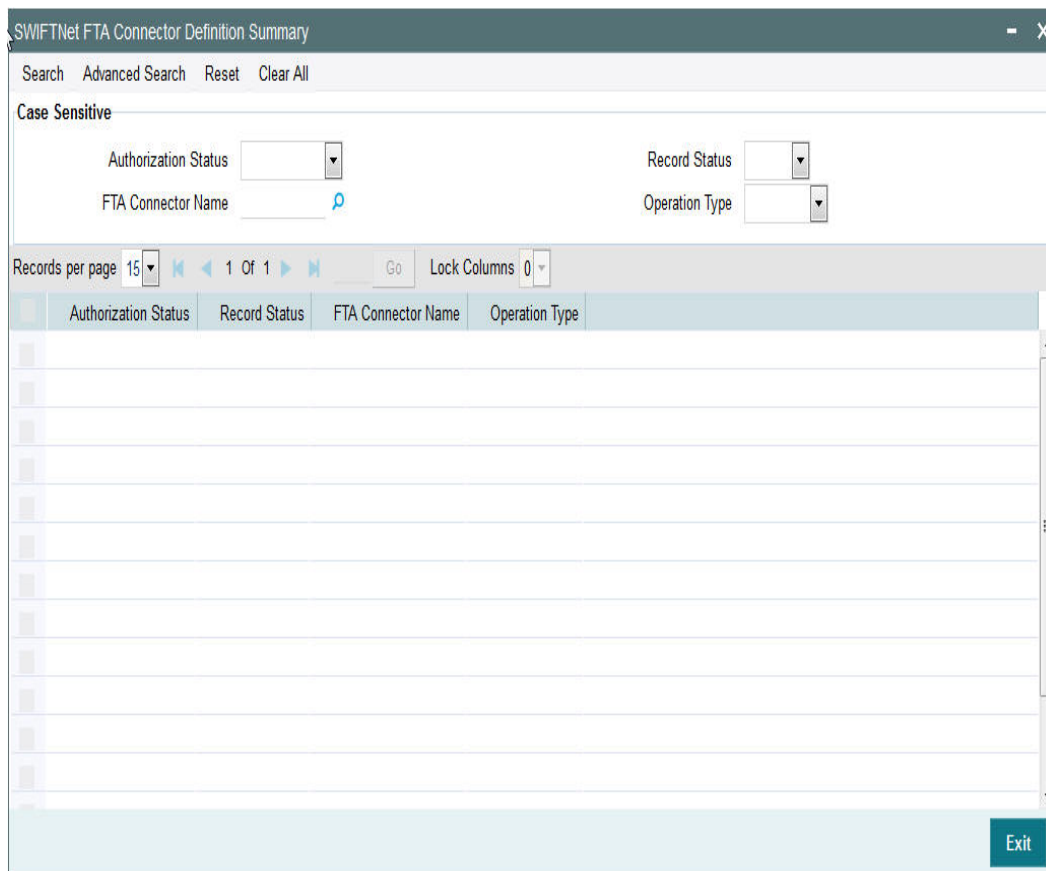 SWIFTNet FTA Connector Definition Summary
Search Advanced Search Reset Clear All
Case Sensitive
Authorization Status Record Status
FTA Connector Name Operation Type
Records per page 15 1 Of 1 Go Lock Columns 0
Authorization Status Record Status FTA Connector Name Operation Type
Exit